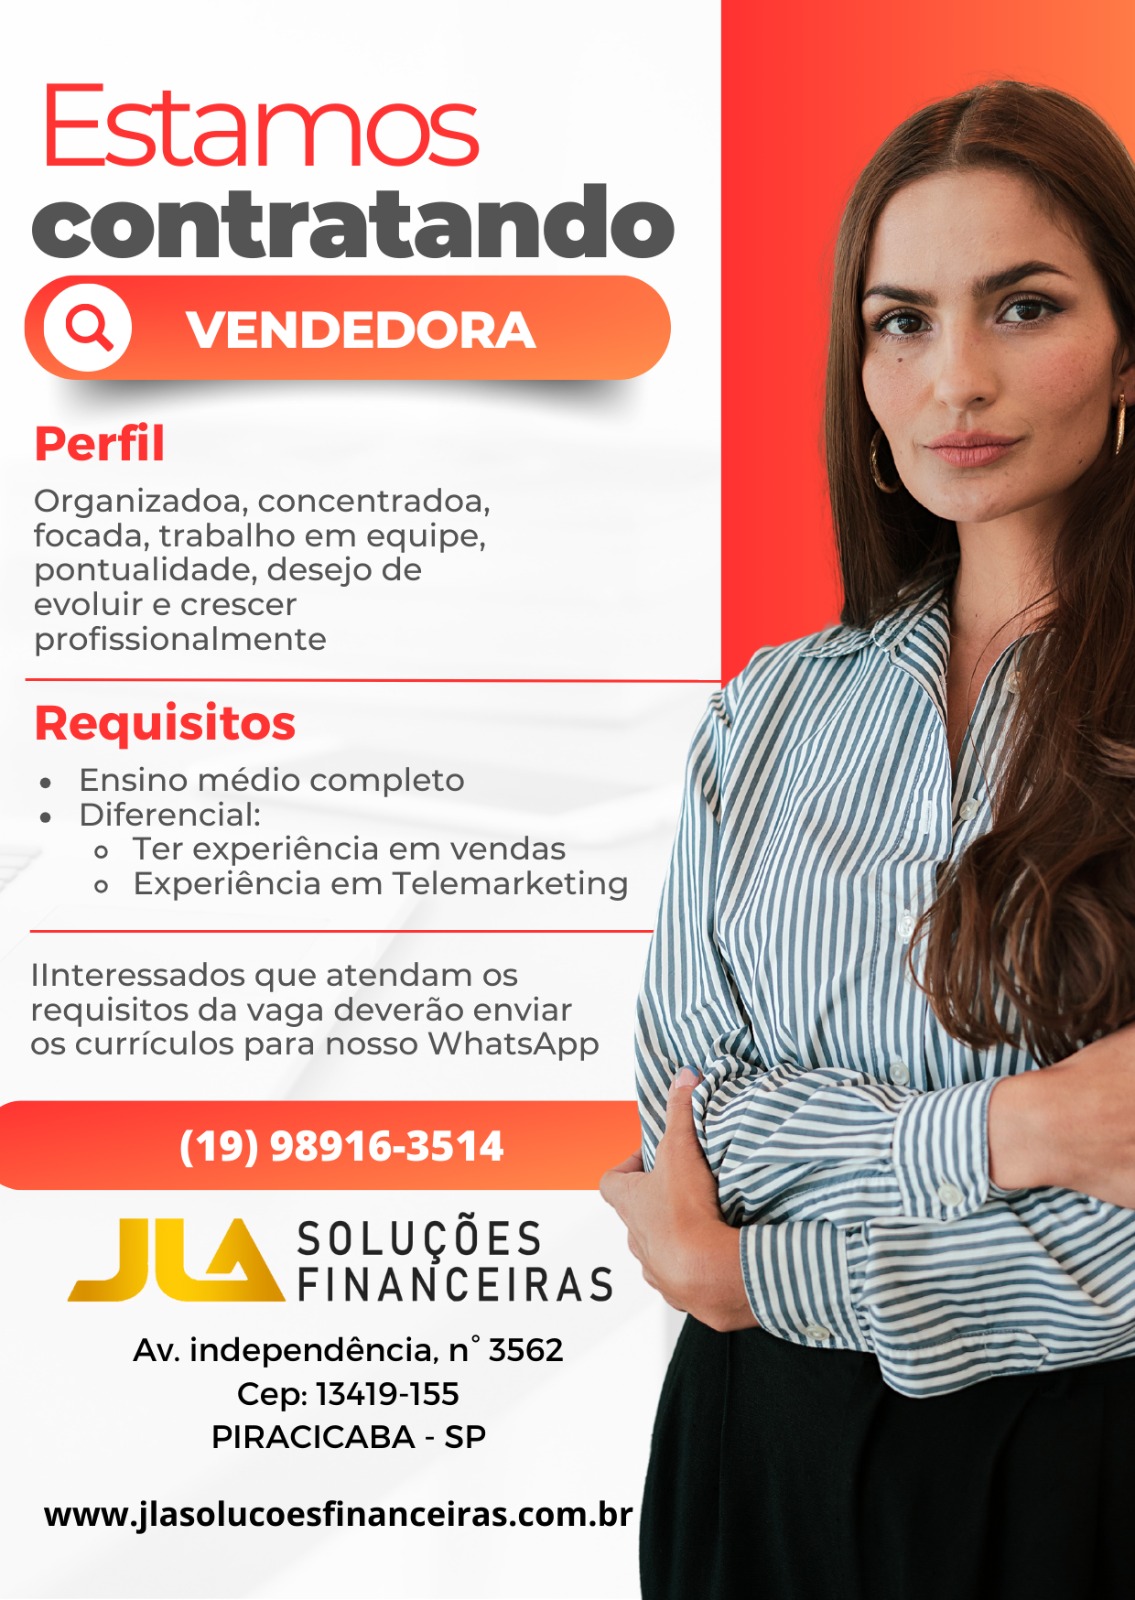 Estamos
contratando
VENDEDORA
Perfil
Organizadoa, concentradoa,
focada, trabalho em equipe,
pontualidade, desejo de
evoluir e crescer
profissionalmente
Requisitos
• Ensino médio completo
• Diferencial:
◦ Ter experiência em vendas
◦ Experiência em Telemarketing
IInteressados que atendam os
requisitos da vaga deverão enviar
os currículos para nosso WhatsApp
(19) 98916-3514
JLA SOLUÇÕES
FINANCEIRAS
Av. independência, n° 3562
Cep: 13419-155
PIRACICABA - SP
www.jlasolucoesfinanceiras.com.br